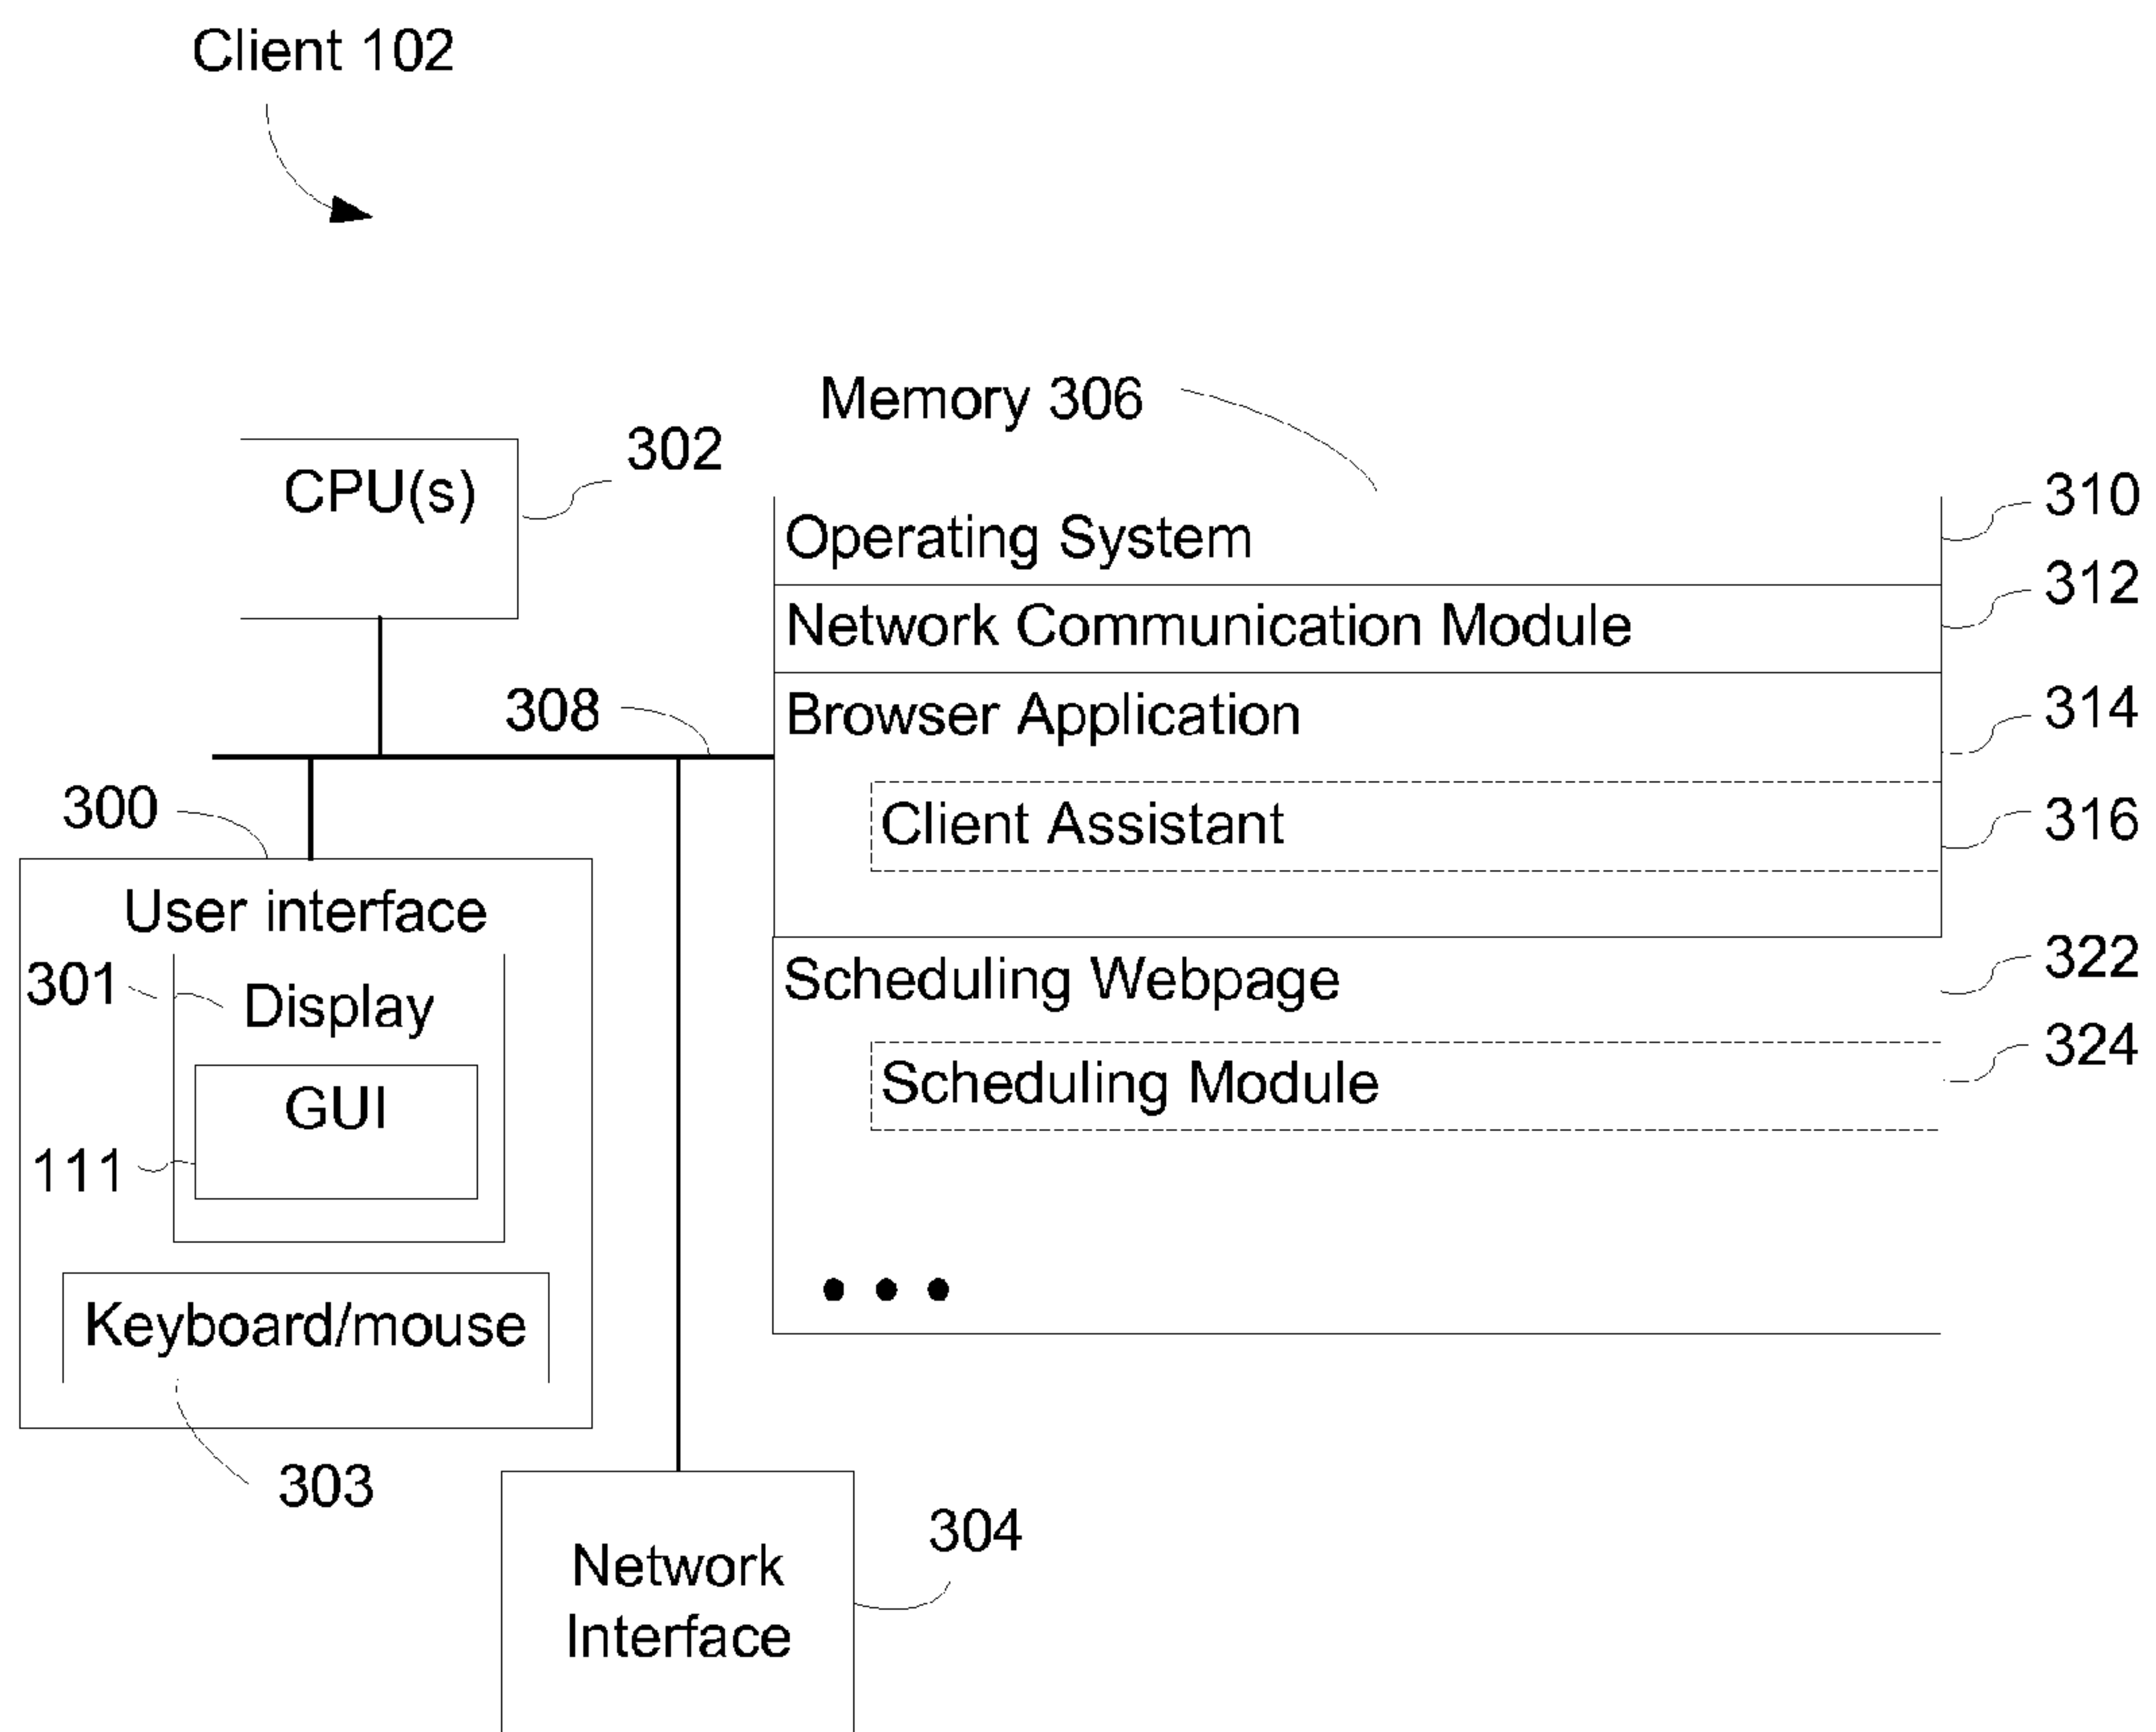 Client 102
Memory 306
CPU(s)
302
Operating System
310
Network Communication Module
312
Browser Application
314
308
Client Assistant
316
300
User interface
301
Display
GUI
111
Keyboard/mouse
303
Scheduling Webpage
322
Scheduling Module
324
• • •
Network
Interface
304